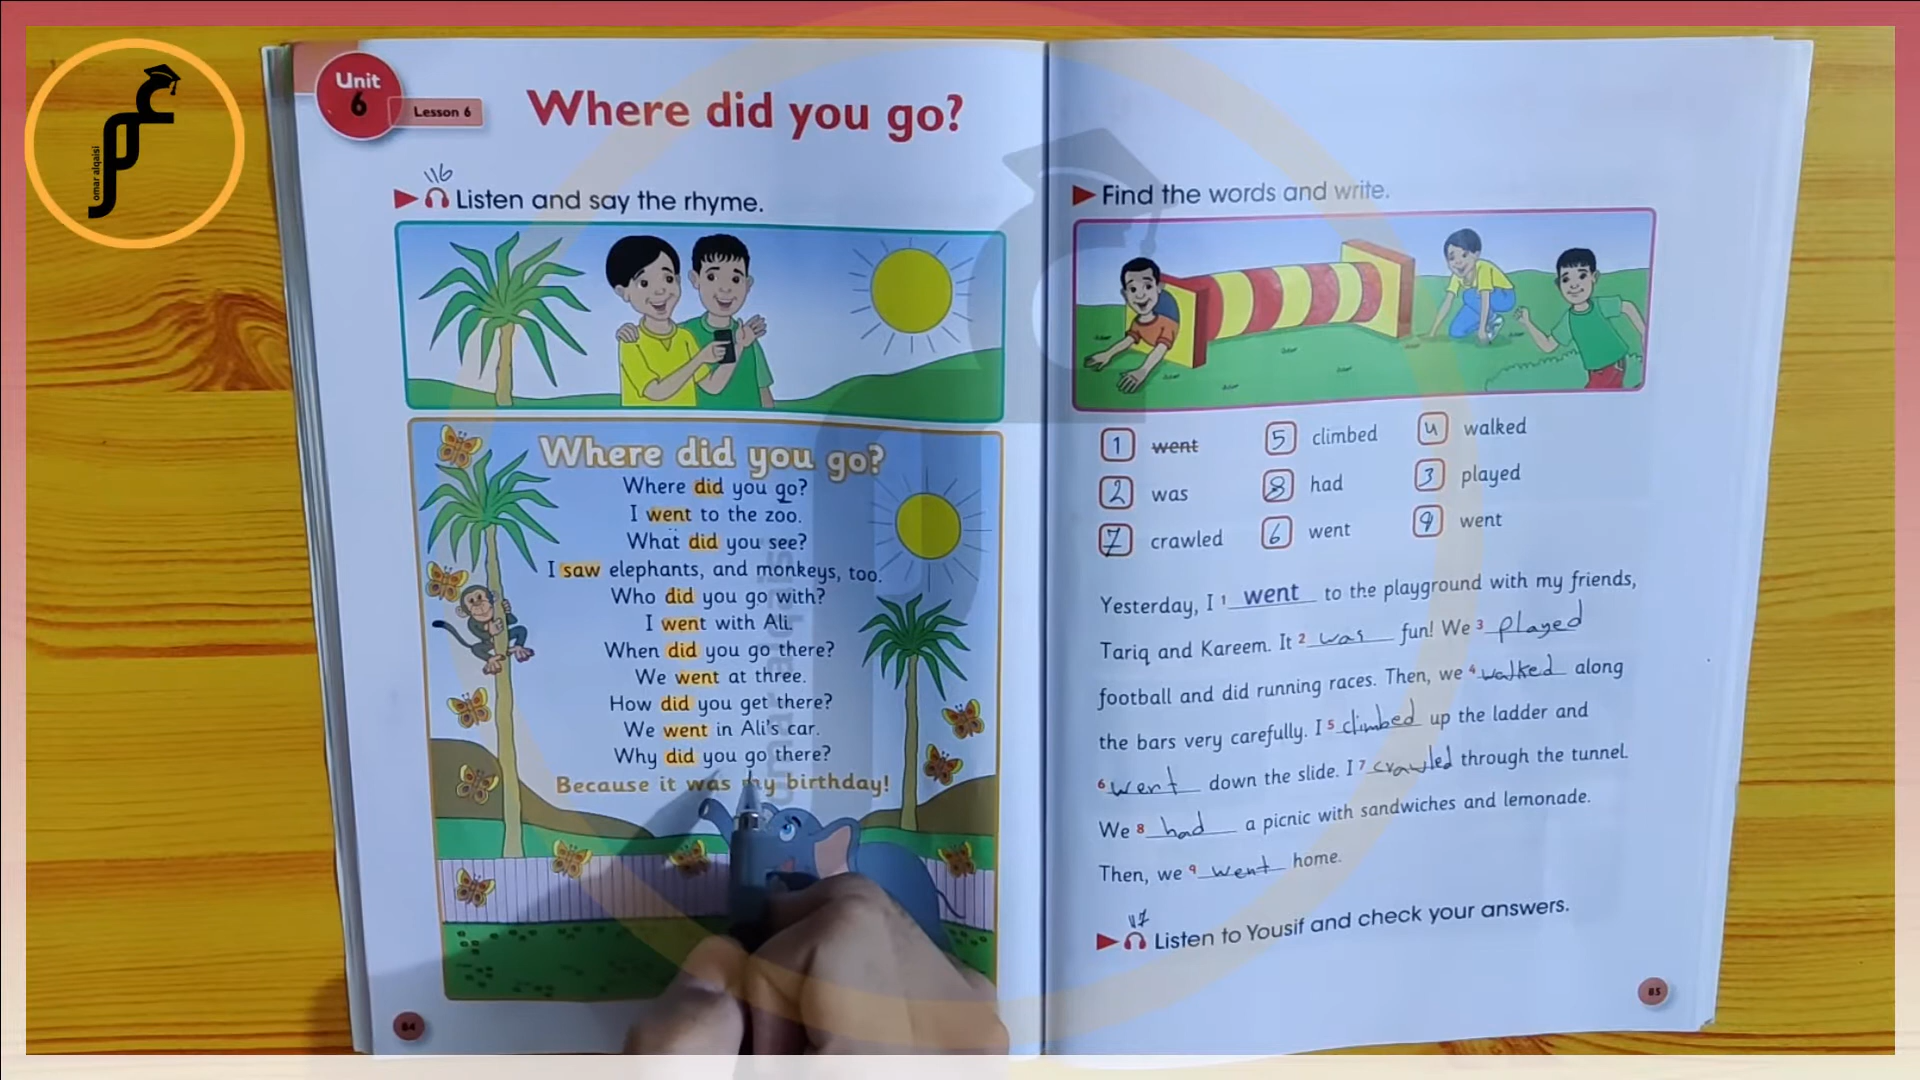 omar alqaisi
Unit
6
Lesson 6
Where did you go?
116
Listen and say the rhyme.
Where did you go?
Where did you go?
I went to the zoo.
What did you see?
I saw elephants, and monkeys, too.
Who did you go with?
I went with Ali.
When did you go there?
We went at three.
How did you get there?
We went in Ali's car.
Why did you go there?
Because it was my birthday!
84
Find the words and write.
1 went 5 climbed 4 walked
2 was 8 had 3 played
7 crawled 6 went 9 went
Yesterday, I 1 went to the playground with my friends,
Tariq and Kareem. It 2 was fun! We 3 played
football and did running races. Then, we 4 walked along
the bars very carefully. I 5 climbed up the ladder and
6 went down the slide. I 7 crawled through the tunnel.
We 8 had a picnic with sandwiches and lemonade.
Then, we 9 went home.
117
Listen to Yousif and check your answers.
85